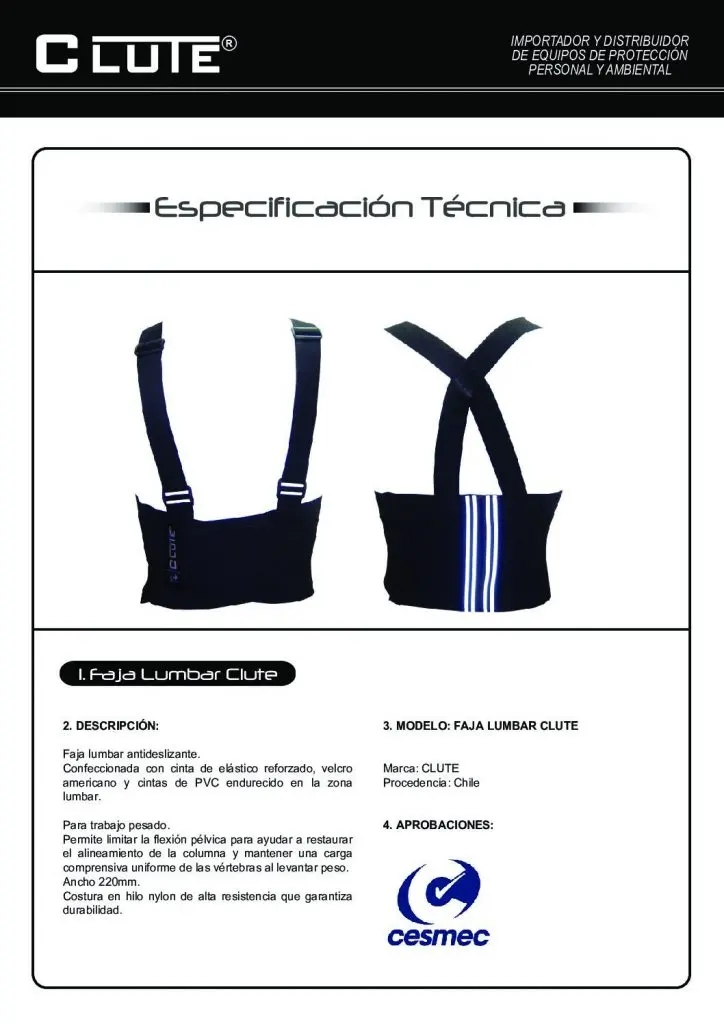 CLUTE®
IMPORTADOR Y DISTRIBUIDOR
DE EQUIPOS DE PROTECCIÓN
PERSONAL Y AMBIENTAL
Especificación Técnica
CLUTE
1. Faja Lumbar Clute
2. DESCRIPCIÓN:
Faja lumbar antideslizante.
Confeccionada con cinta de elástico reforzado, velcro
americano y cintas de PVC endurecido en la zona
lumbar.
Para trabajo pesado.
Permite limitar la flexión pélvica para ayudar a restaurar
el alineamiento de la columna y mantener una carga
comprensiva uniforme de las vértebras al levantar peso.
Ancho 220mm.
Costura en hilo nylon de alta resistencia que garantiza
durabilidad.
3. MODELO: FAJA LUMBAR CLUTE
Marca: CLUTE
Procedencia: Chile
4. APROBACIONES:
cesmec